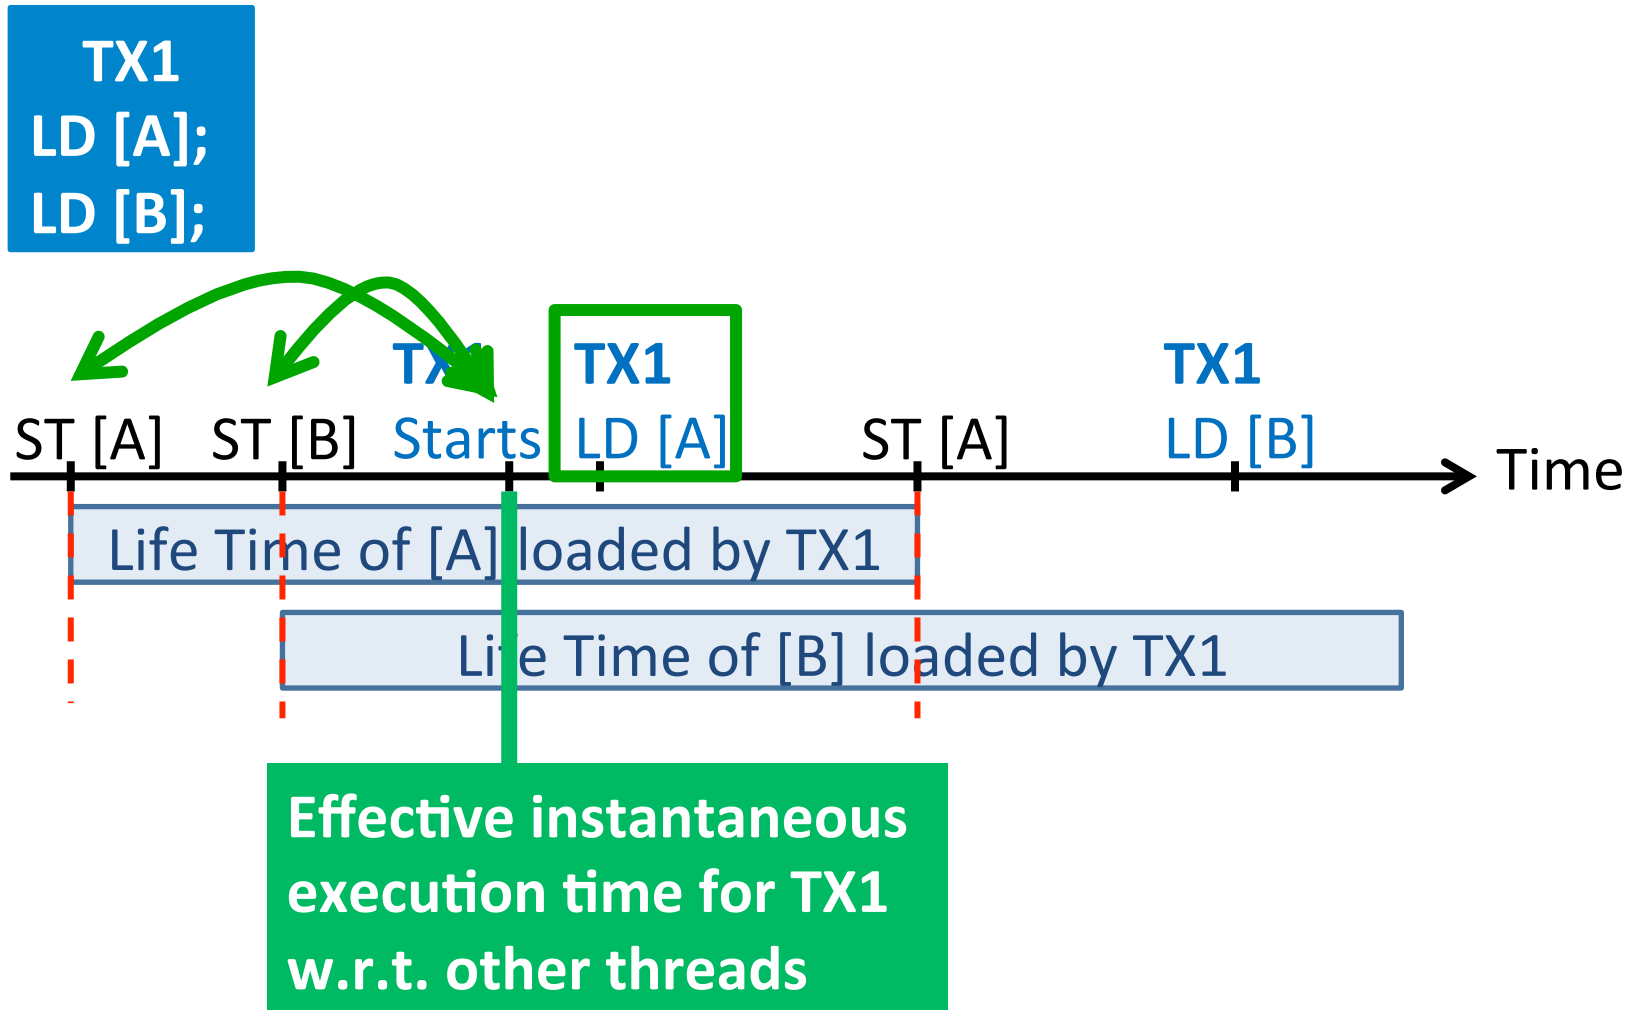 TX1
LD [A];
LD [B];
TX1 TX1 TX1
ST [A] ST [B] Starts LD [A] ST [A] LD [B] Time
Life Time of [A] loaded by TX1
Life Time of [B] loaded by TX1
Effective instantaneous
execution time for TX1
w.r.t. other threads